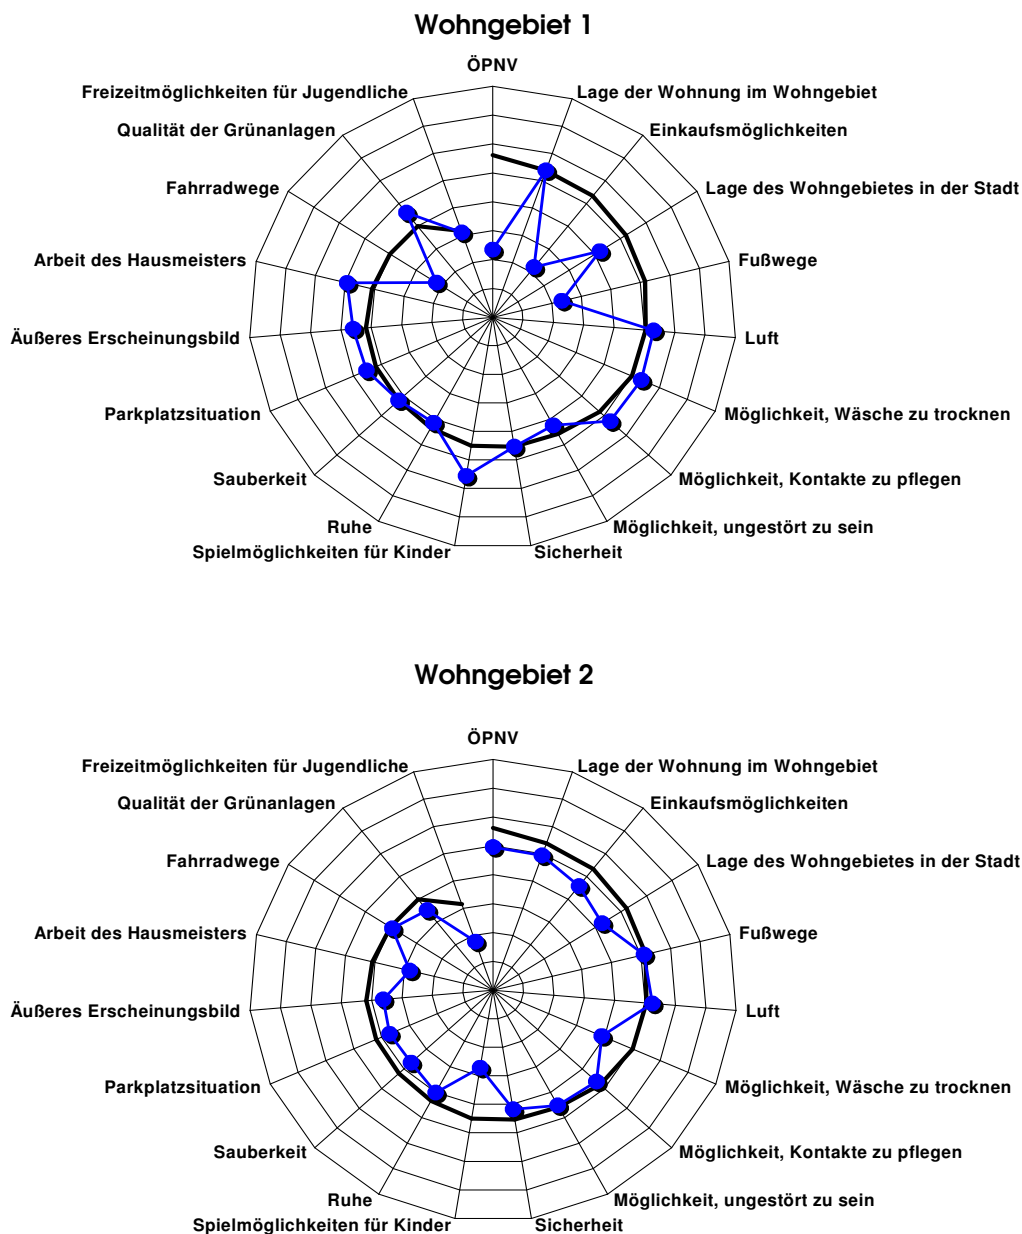 Wohngebiet 1
ÖPNV
Freizeitmöglichkeiten für Jugendliche
Lage der Wohnung im Wohngebiet
Qualität der Grünanlagen
Einkaufsmöglichkeiten
Fahrradwege
Lage des Wohngebietes in der Stadt
Arbeit des Hausmeisters
Fußwege
Äußeres Erscheinungsbild
Luft
Parkplatzsituation
Möglichkeit, Wäsche zu trocknen
Sauberkeit
Möglichkeit, Kontakte zu pflegen
Ruhe
Möglichkeit, ungestört zu sein
Spielmöglichkeiten für Kinder
Sicherheit
Wohngebiet 2
ÖPNV
Freizeitmöglichkeiten für Jugendliche
Lage der Wohnung im Wohngebiet
Qualität der Grünanlagen
Einkaufsmöglichkeiten
Fahrradwege
Lage des Wohngebietes in der Stadt
Arbeit des Hausmeisters
Fußwege
Äußeres Erscheinungsbild
Luft
Parkplatzsituation
Möglichkeit, Wäsche zu trocknen
Sauberkeit
Möglichkeit, Kontakte zu pflegen
Ruhe
Möglichkeit, ungestört zu sein
Spielmöglichkeiten für Kinder
Sicherheit